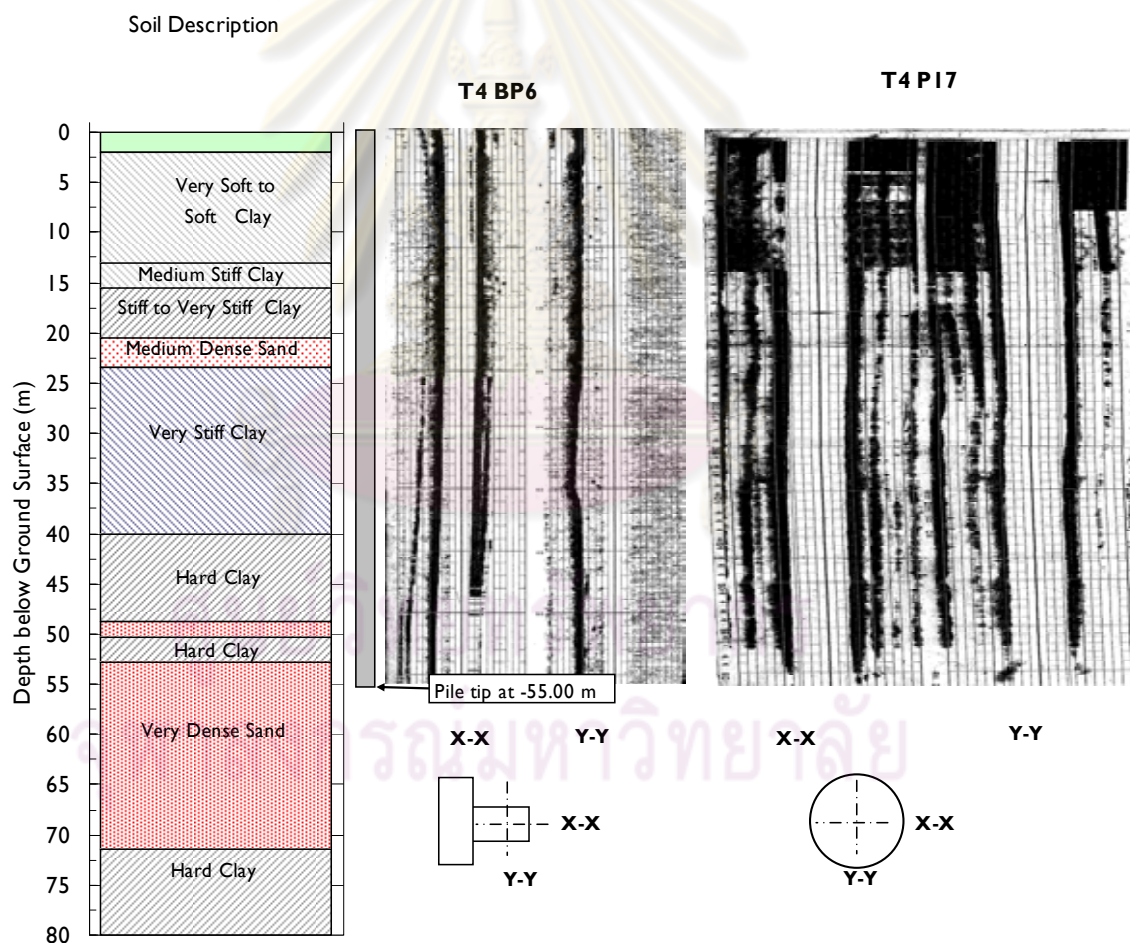 Soil Description
T4 BP6
T4 P17
0
5
10
15
20
25
30
35
40
45
50
55
60
65
70
75
80
Depth below Ground Surface (m)
Very Soft to
Soft Clay
Medium Stiff Clay
Stiff to Very Stiff Clay
Medium Dense Sand
Very Stiff Clay
Hard Clay
Hard Clay
Very Dense Sand
Hard Clay
Pile tip at -55.00 m
X-X
Y-Y
X-X
Y-Y
X-X
Y-Y
X-X
Y-Y